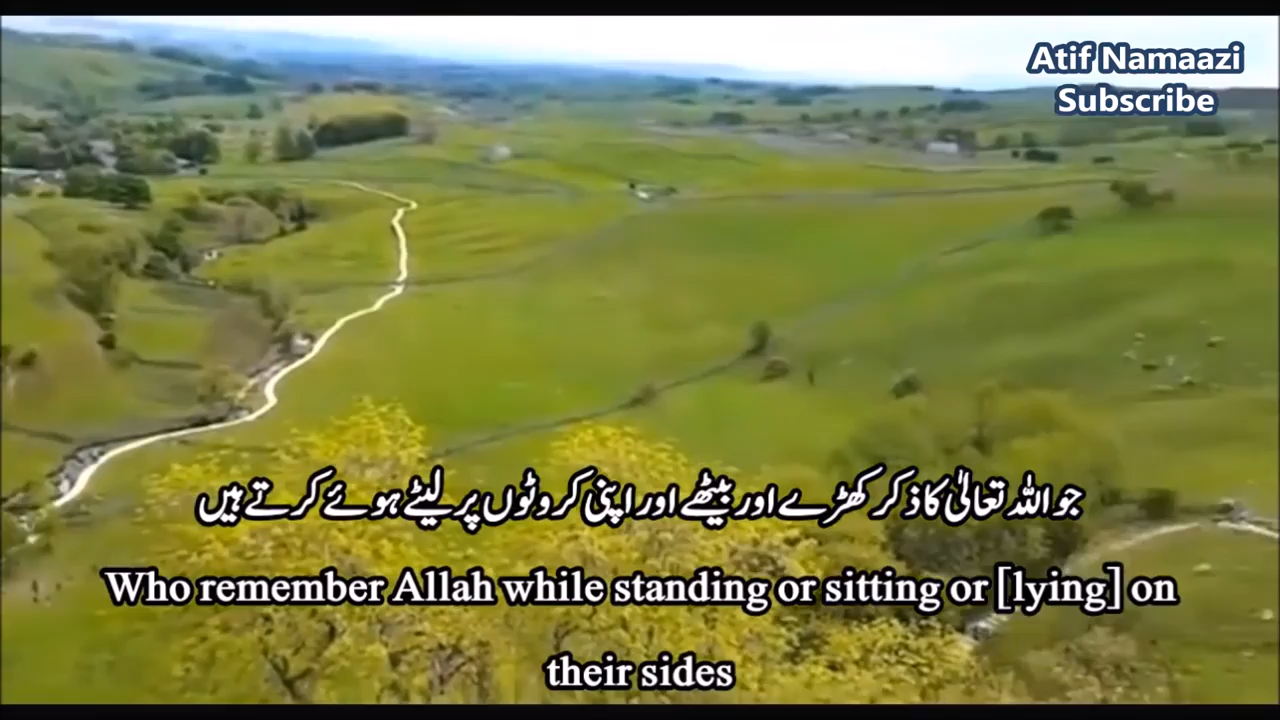 Atif Namaazi
Subscribe
جو اللہ تعالیٰ کا ذکر کھڑے اور بیٹھے اور اپنی کروٹوں پر لیٹے ہوئے کرتے ہیں
Who remember Allah while standing or sitting or [lying] on
their sides